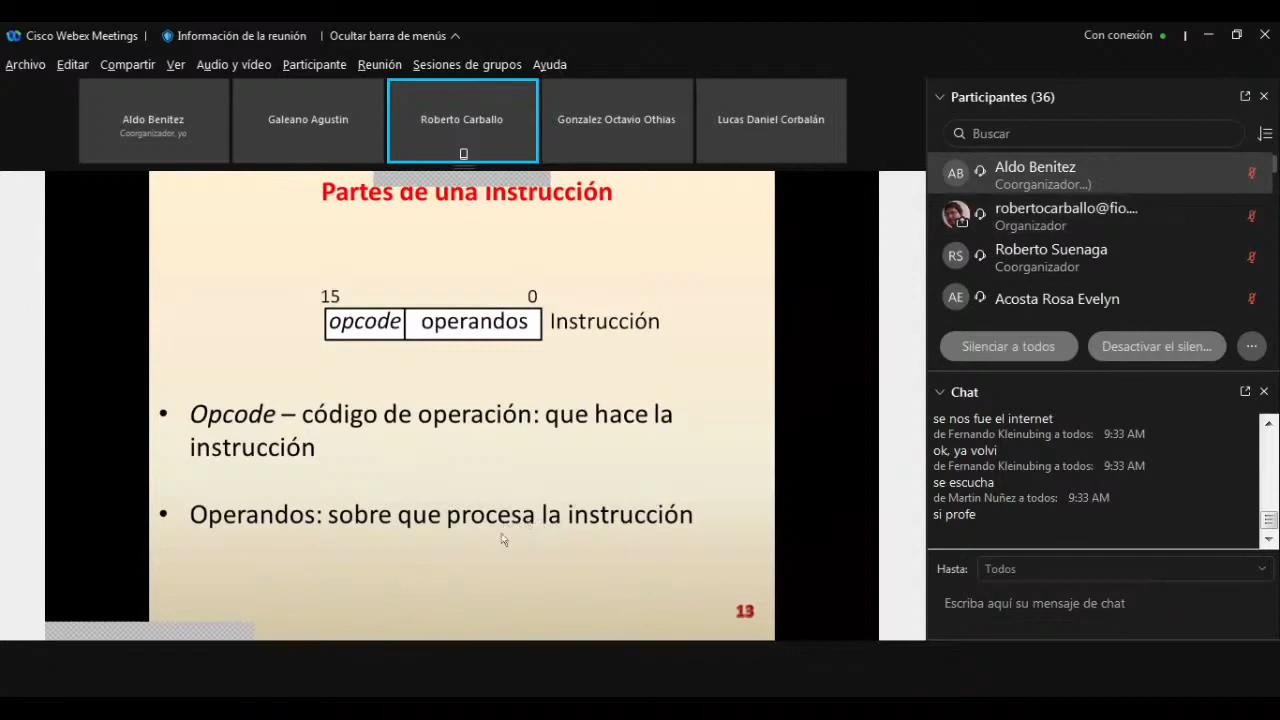 Cisco Webex Meetings
Información de la reunión
Ocultar barra de menús
Con conexión
Archivo Editar Compartir Ver Audio y vídeo Participante Reunión Sesiones de grupos Ayuda
Aldo Benitez
Coorganizador, yo
Galeano Agustin
Roberto Carballo
Gonzalez Octavio Othias
Lucas Daniel Corbalán
Partes de una instrucción
15 0
opcode operandos Instrucción
• Opcode – código de operación: que hace la
instrucción
• Operandos: sobre que procesa la instrucción
13
Participantes (36)
Buscar
AB
Aldo Benitez
Coorganizador...)
robertocarballo@fio....
Organizador
RS
Roberto Suenaga
Coorganizador
AE
Acosta Rosa Evelyn
Silenciar a todos
Desactivar el silen...
Chat
se nos fue el internet
de Fernando Kleinubing a todos: 9:33 AM
ok, ya volvi
de Fernando Kleinubing a todos: 9:33 AM
se escucha
de Martin Nuñez a todos: 9:33 AM
si profe
Hasta: Todos
Escriba aquí su mensaje de chat